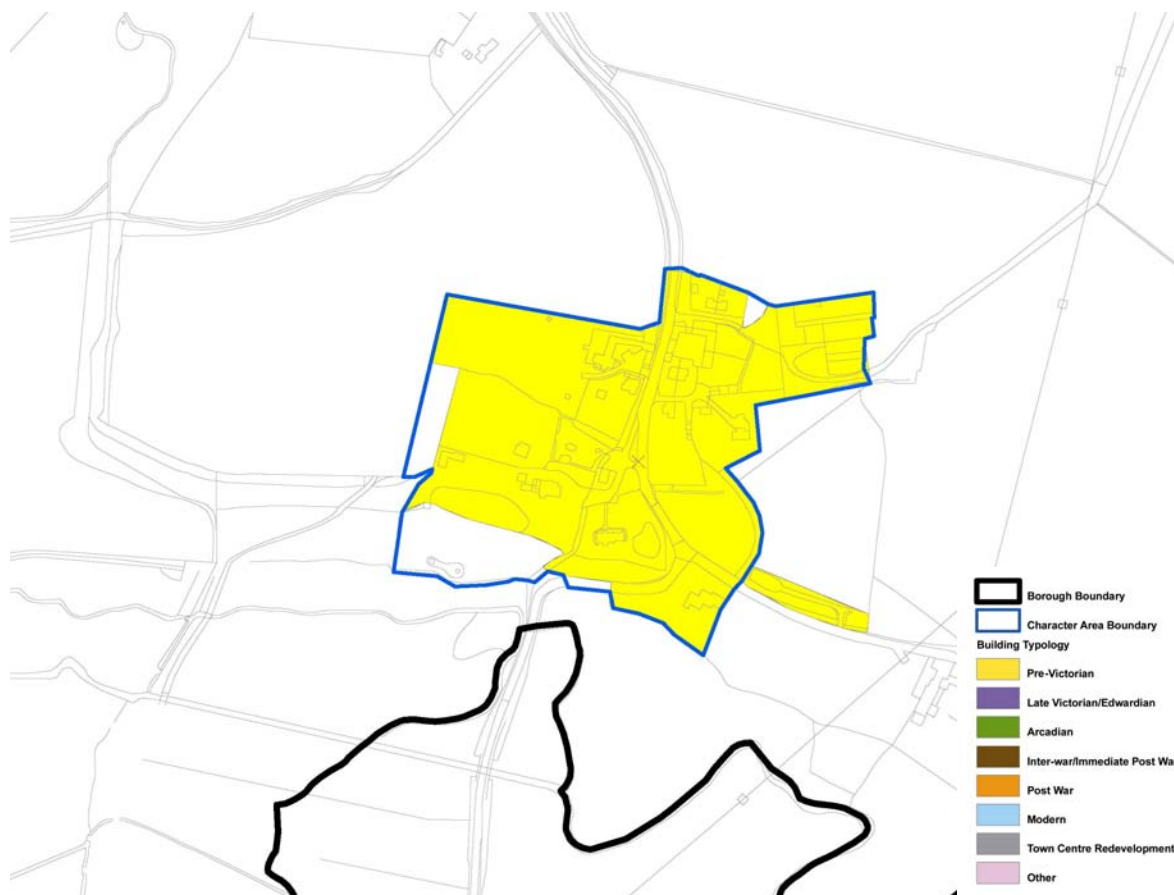 Borough Boundary
Character Area Boundary
Building Typology
Pre-Victorian
Late Victorian/Edwardian
Arcadian
Inter-war/Immediate Post Wa
Post War
Modern
Town Centre Redevelopment
Other